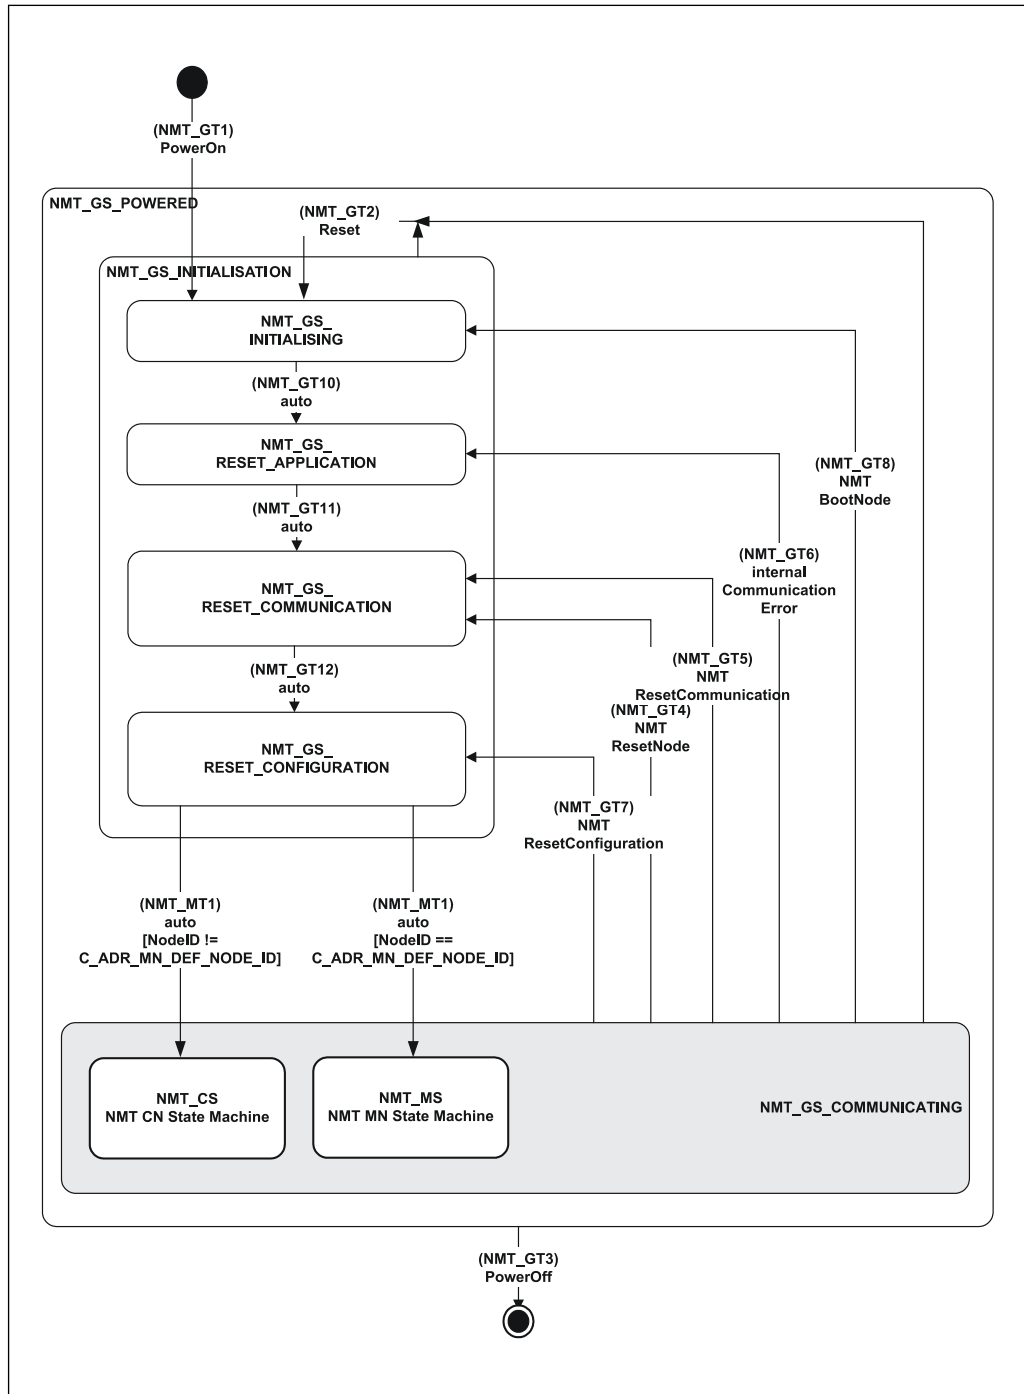 (NMT_GT1)
PowerOn
NMT_GS_POWERED
(NMT_GT2)
Reset
NMT_GS_INITIALISATION
NMT_GS_
INITIALISING
(NMT_GT10)
auto
NMT_GS_
RESET_APPLICATION
(NMT_GT8)
NMT
BootNode
(NMT_GT11)
auto
(NMT_GT6)
internal
Communication
Error
NMT_GS_
RESET_COMMUNICATION
(NMT_GT12)
auto
(NMT_GT5)
NMT
ResetCommunication
(NMT_GT4)
NMT
ResetNode
NMT_GS_
RESET_CONFIGURATION
(NMT_GT7)
NMT
ResetConfiguration
(NMT_MT1)
auto
[NodeID !=
C_ADR_MN_DEF_NODE_ID]
(NMT_MT1)
auto
[NodeID ==
C_ADR_MN_DEF_NODE_ID]
NMT_CS
NMT CN State Machine
NMT_MS
NMT MN State Machine
NMT_GS_COMMUNICATING
(NMT_GT3)
PowerOff